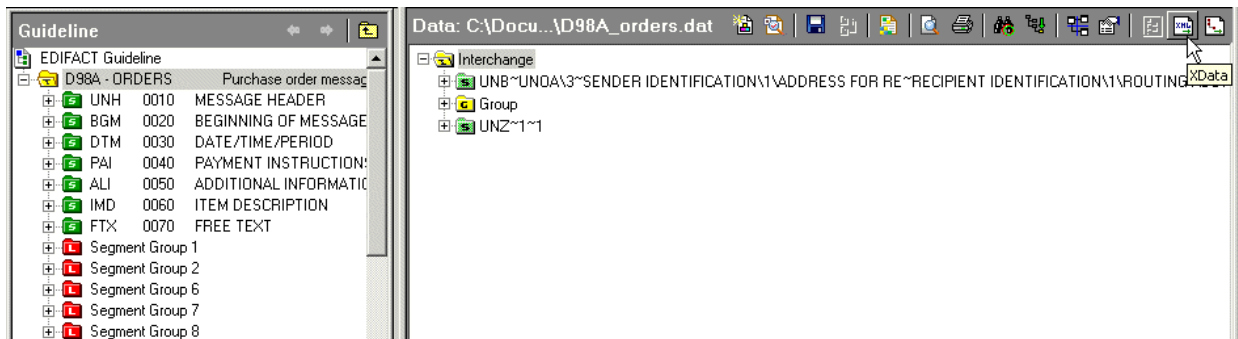 Guideline
EDIFACT Guideline
D98A - ORDERS Purchase order messag
UNH 0010 MESSAGE HEADER
BGM 0020 BEGINNING OF MESSAGE
DTM 0030 DATE/TIME/PERIOD
PAI 0040 PAYMENT INSTRUCTION
ALI 0050 ADDITIONAL INFORMATIO
IMD 0060 ITEM DESCRIPTION
FTX 0070 FREE TEXT
Segment Group 1
Segment Group 2
Segment Group 6
Segment Group 7
Segment Group 8
Data: C:\Docu...\D98A_orders.dat
Interchange
UNB~UNOA\3~SENDER IDENTIFICATION\1\ADDRESS FOR RE~RECIPIENT IDENTIFICATION\1\ROUTING
Group
UNZ~1~1
XData